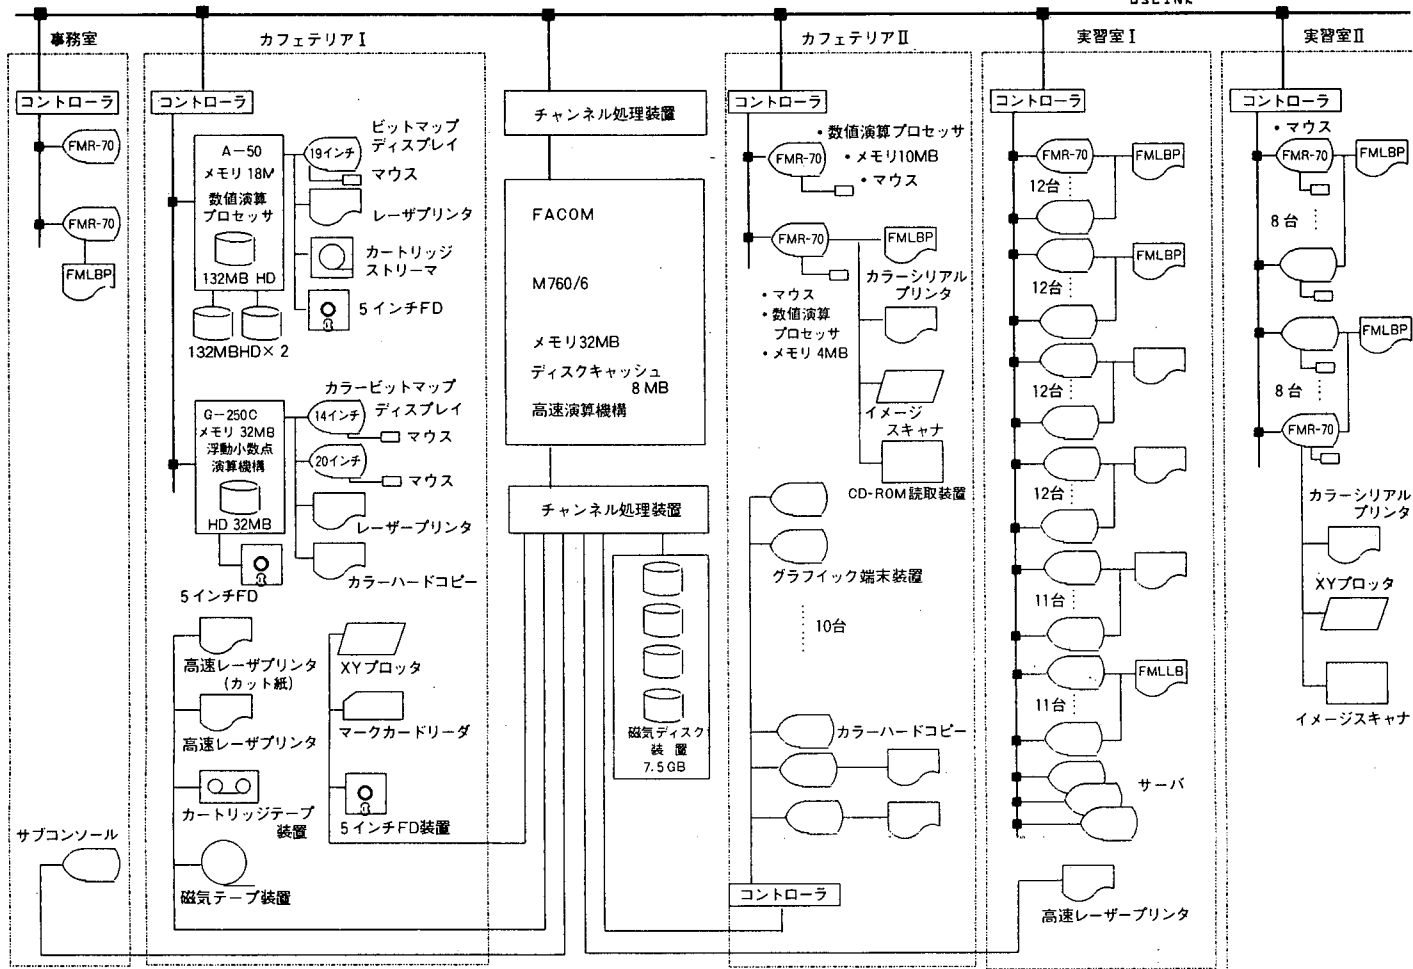 DSLINK
事務室
コントローラ
FMR-70
FMR-70
FMLBP
サブコンソール
カフェテリアⅠ
コントローラ
A－50
メモリ 18M
数値演算
プロセッサ
132MB HD
132MBHD×2
ビットマップ
ディスプレイ
19インチ
マウス
レーザプリンタ
カートリッジ
ストリーマ
5インチFD
G－250C
メモリ 32MB
浮動小数点
演算機構
HD 32MB
5インチFD
カラービットマップ
ディスプレイ
14インチ
マウス
20インチ
マウス
レーザープリンタ
カラーハードコピー
高速レーザプリンタ
(カット紙)
高速レーザプリンタ
カートリッジテープ
装置
磁気テープ装置
XYプロッタ
マークカードリーダ
5インチFD装置
チャンネル処理装置
FACOM
M760/6
メモリ32MB
ディスクキャッシュ
8MB
高速演算機構
チャンネル処理装置
磁気ディスク
装 置
7.5GB
カフェテリアⅡ
コントローラ
FMR-70
・数値演算プロセッサ
・メモリ10MB
・マウス
FMR-70
FMLBP
・マウス
・数値演算
プロセッサ
・メモリ 4MB
カラーシリアル
プリンタ
イメージ
スキャナ
CD-ROM読取装置
グラフイック端末装置
10台
カラーハードコピー
コントローラ
実習室Ⅰ
コントローラ
FMR-70
FMLBP
12台
FMLBP
12台
12台
12台
11台
FMLLB
11台
サーバ
高速レーザープリンタ
実習室Ⅱ
コントローラ
・マウス
FMR-70
FMLBP
8台
FMLBP
8台
FMR-70
カラーシリアル
プリンタ
XYプロッタ
イメージスキャナ